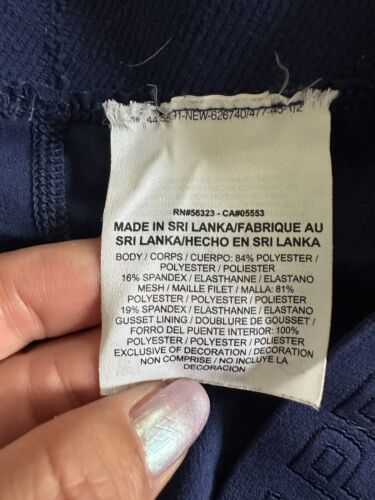 RN#56323 - CA#05553
MADE IN SRI LANKA/FABRIQUE AU
SRI LANKA/HECHO EN SRI LANKA
BODY / CORPS / CUERPO: 84% POLYESTER /
POLYESTER / POLIESTER
16% SPANDEX / ELASTHANNE / ELASTANO
MESH / MAILLE FILET / MALLA: 81%
POLYESTER / POLYESTER / POLIESTER
19% SPANDEX / ELASTHANNE / ELASTANO
GUSSET LINING / DOUBLURE DE GOUSSET /
FORRO DEL PUENTE INTERIOR: 100%
POLYESTER / POLYESTER / POLIESTER
EXCLUSIVE OF DECORATION / DECORATION
NON COMPRISE / NO INCLUYE LA
DECORACION